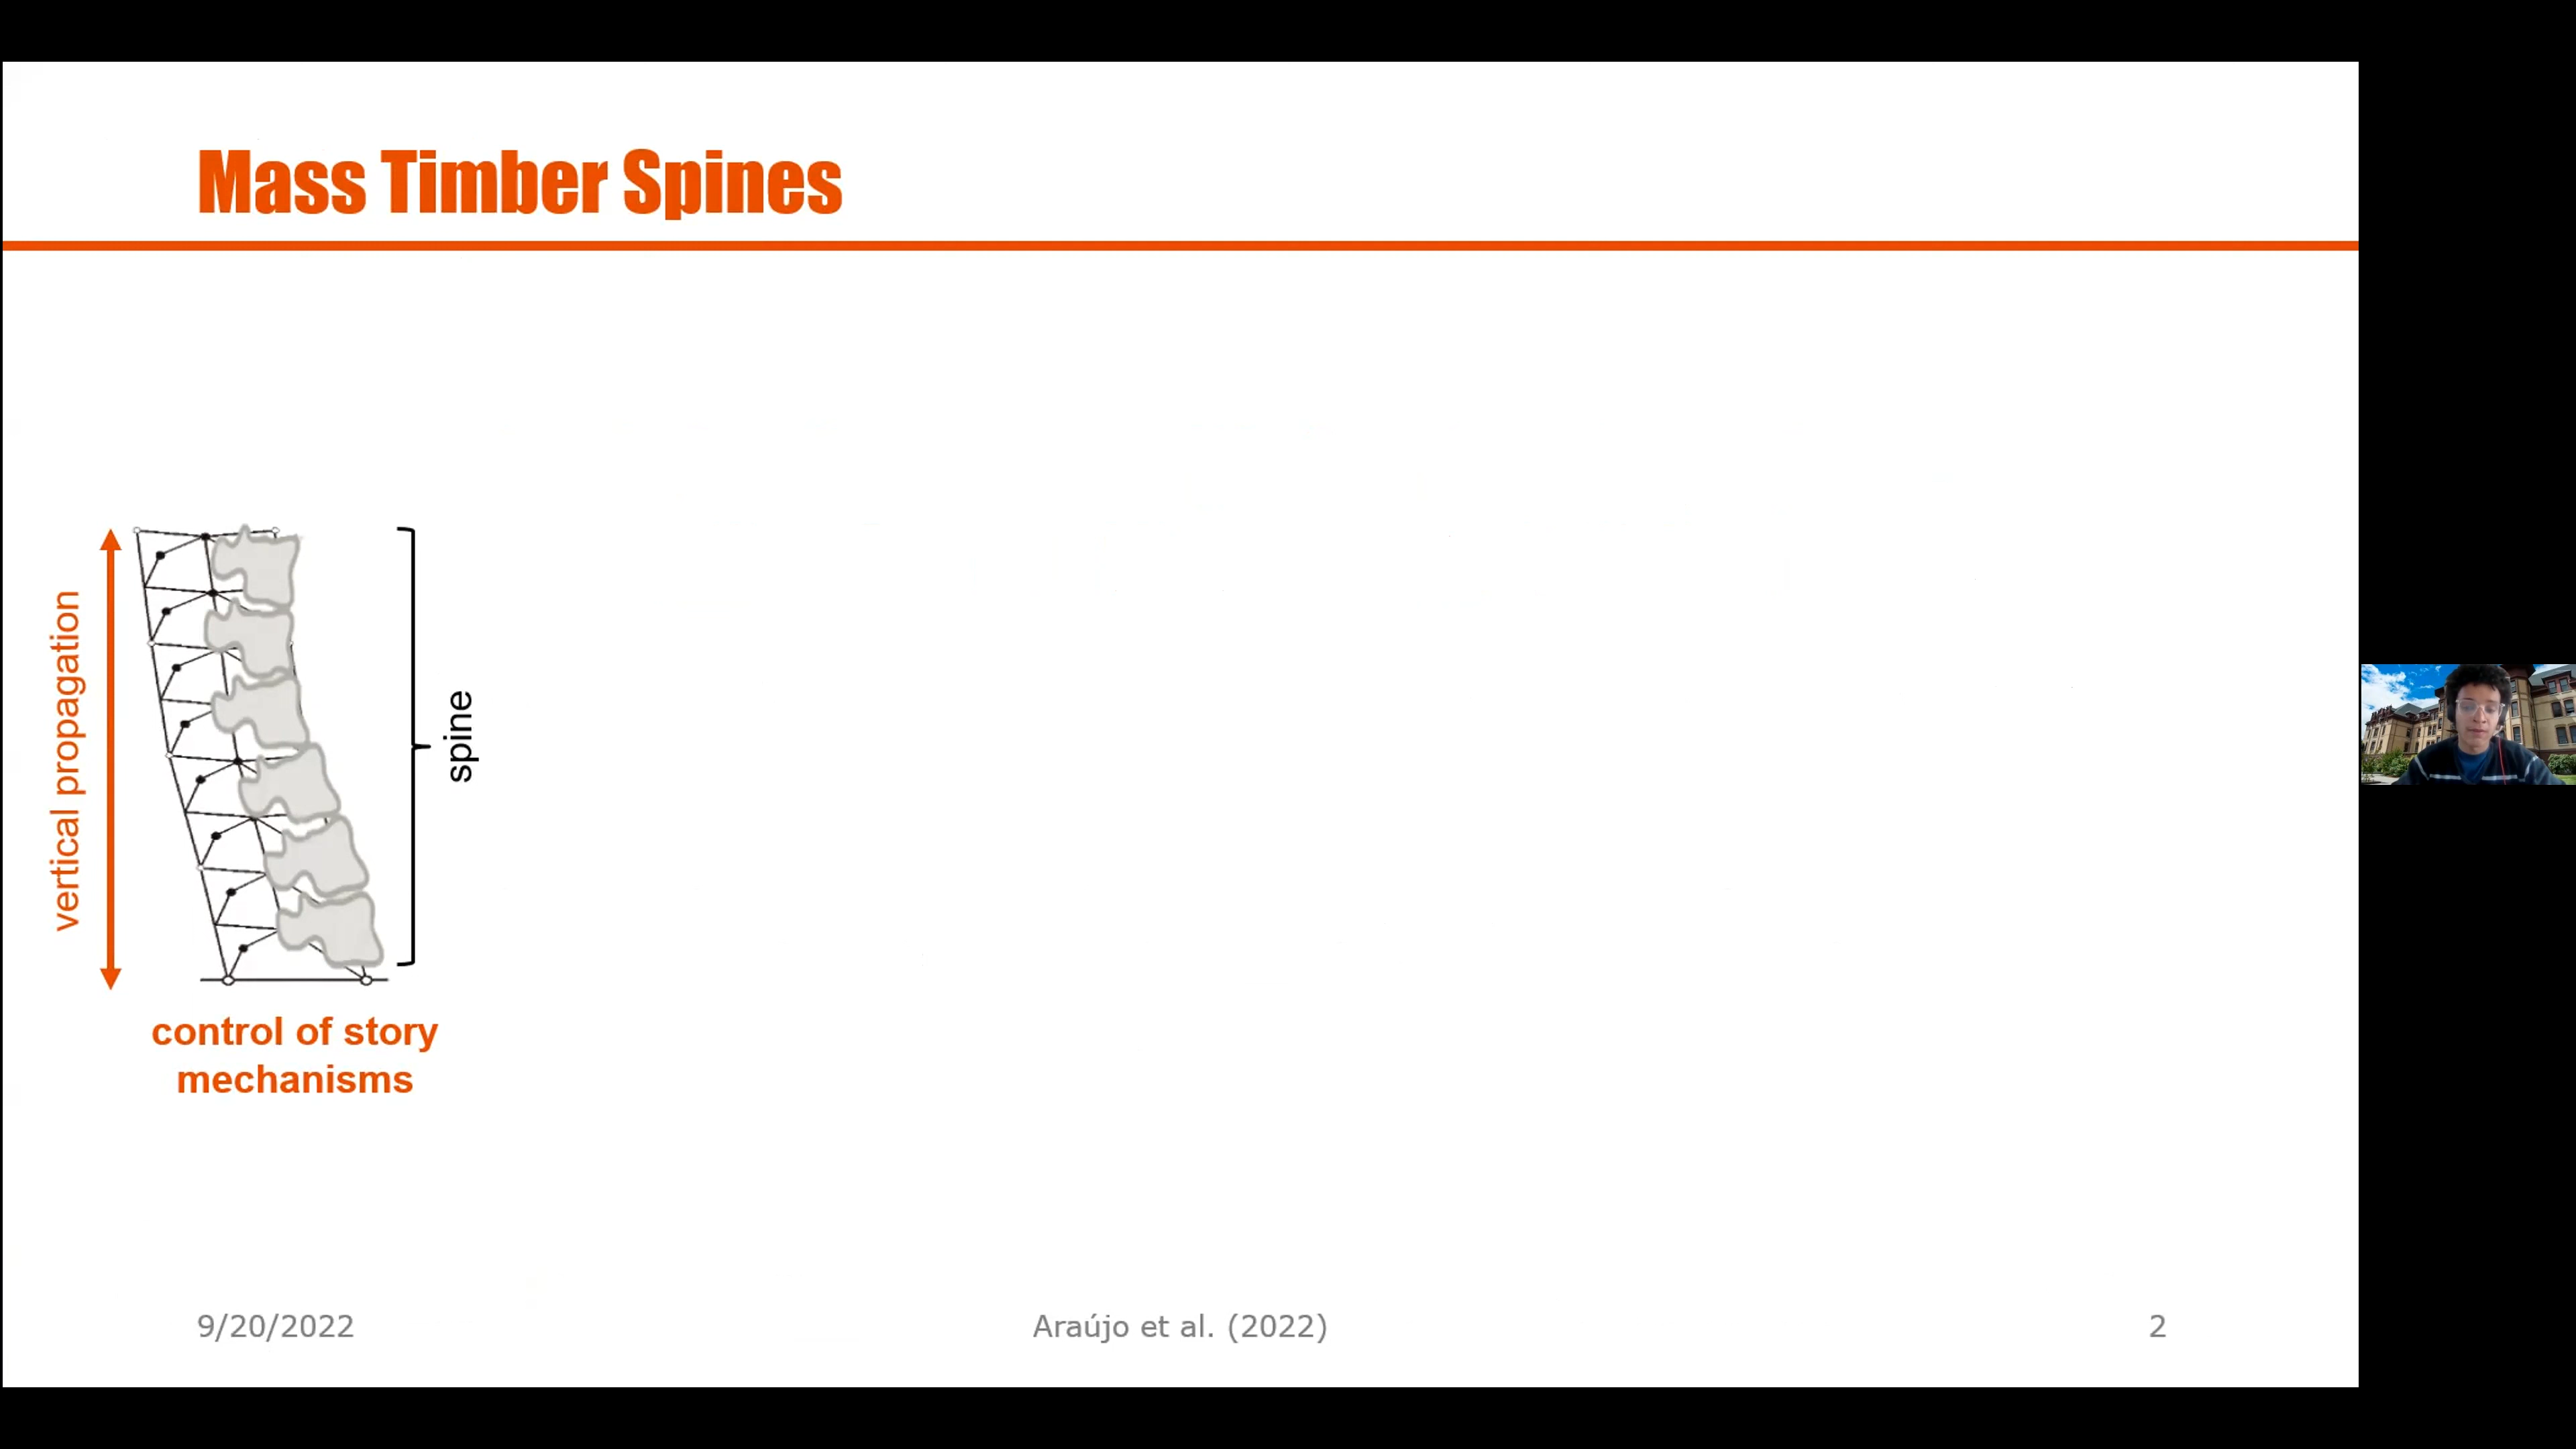 Mass Timber Spines
vertical propagation
spine
control of story
mechanisms
9/20/2022
Araújo et al. (2022)
2